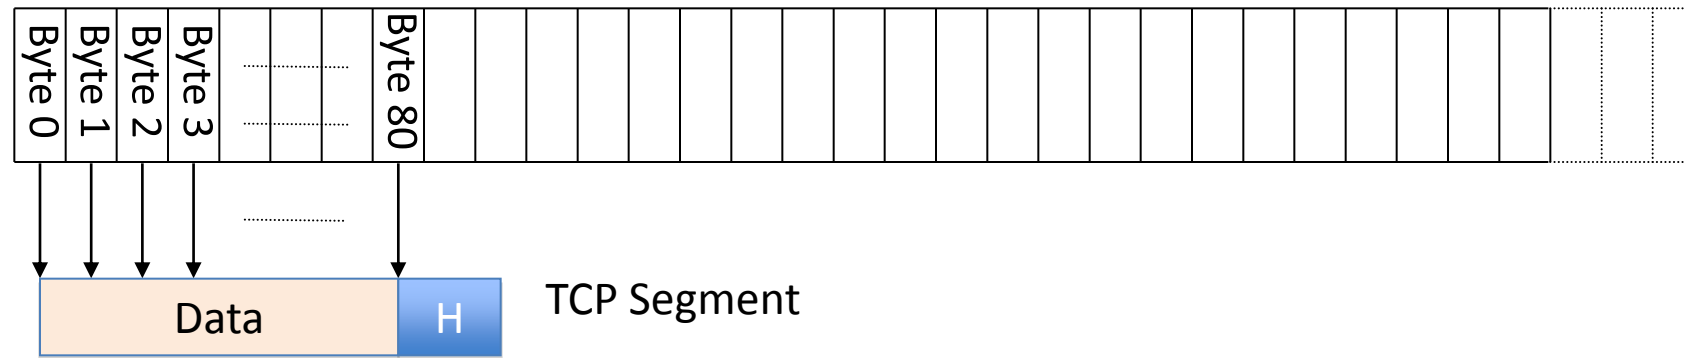 Byte 0
Byte 1
Byte 2
Byte 3
Byte 80
Data
H
TCP Segment